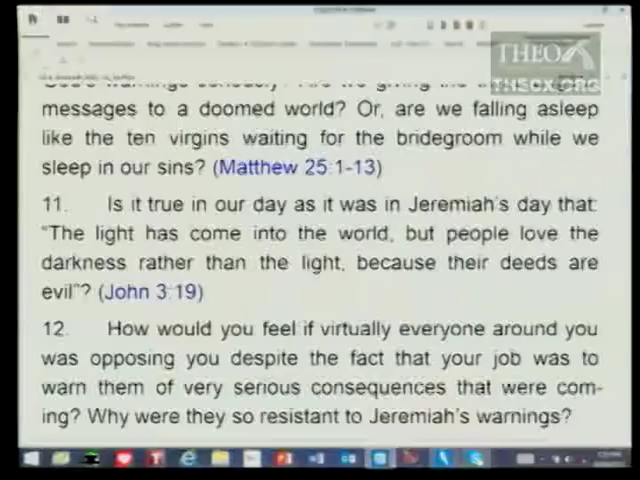 THEOX
THEOX.ORG
messages to a doomed world? Or, are we falling asleep
like the ten virgins waiting for the bridegroom while we
sleep in our sins? (Matthew 25:1-13)
11. Is it true in our day as it was in Jeremiah's day that:
"The light has come into the world, but people love the
darkness rather than the light, because their deeds are
evil"? (John 3:19)
12. How would you feel if virtually everyone around you
was opposing you despite the fact that your job was to
warn them of very serious consequences that were com-
ing? Why were they so resistant to Jeremiah's warnings?